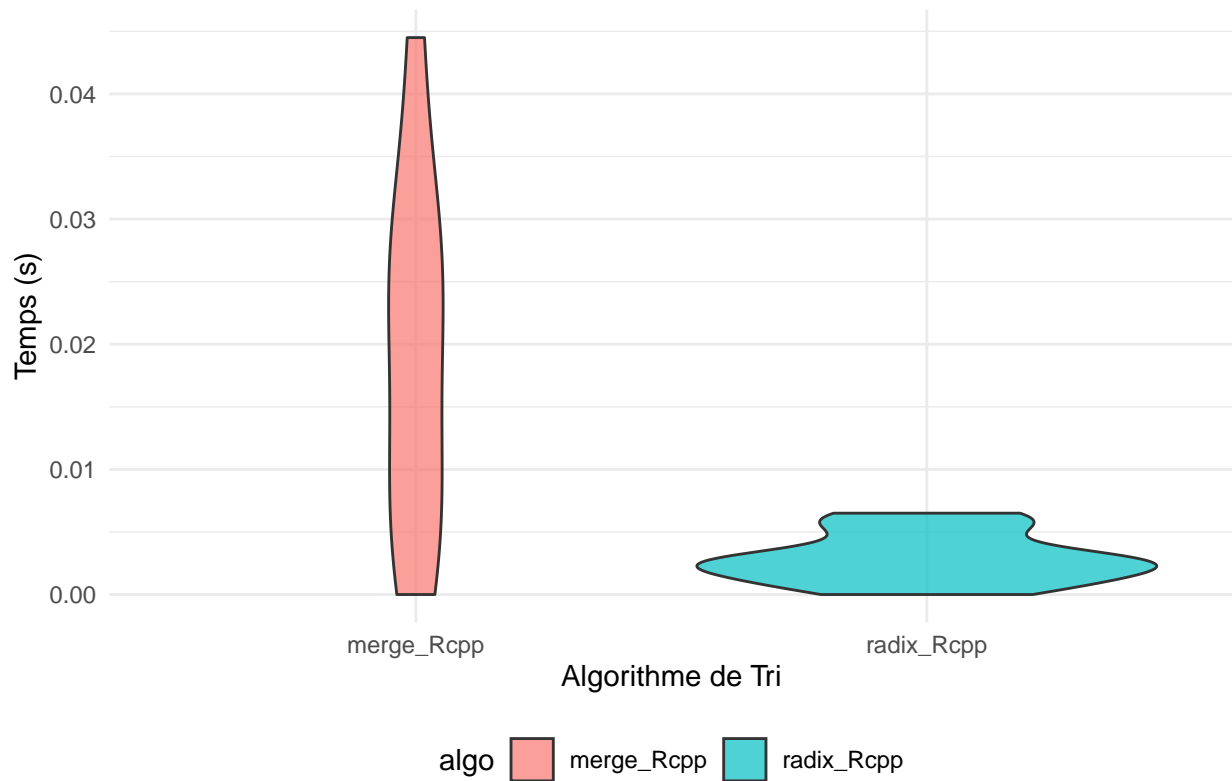 Temps (s)
0.04
0.03
0.02
0.01
0.00
merge_Rcpp radix_Rcpp
Algorithme de Tri
algo merge_Rcpp radix_Rcpp